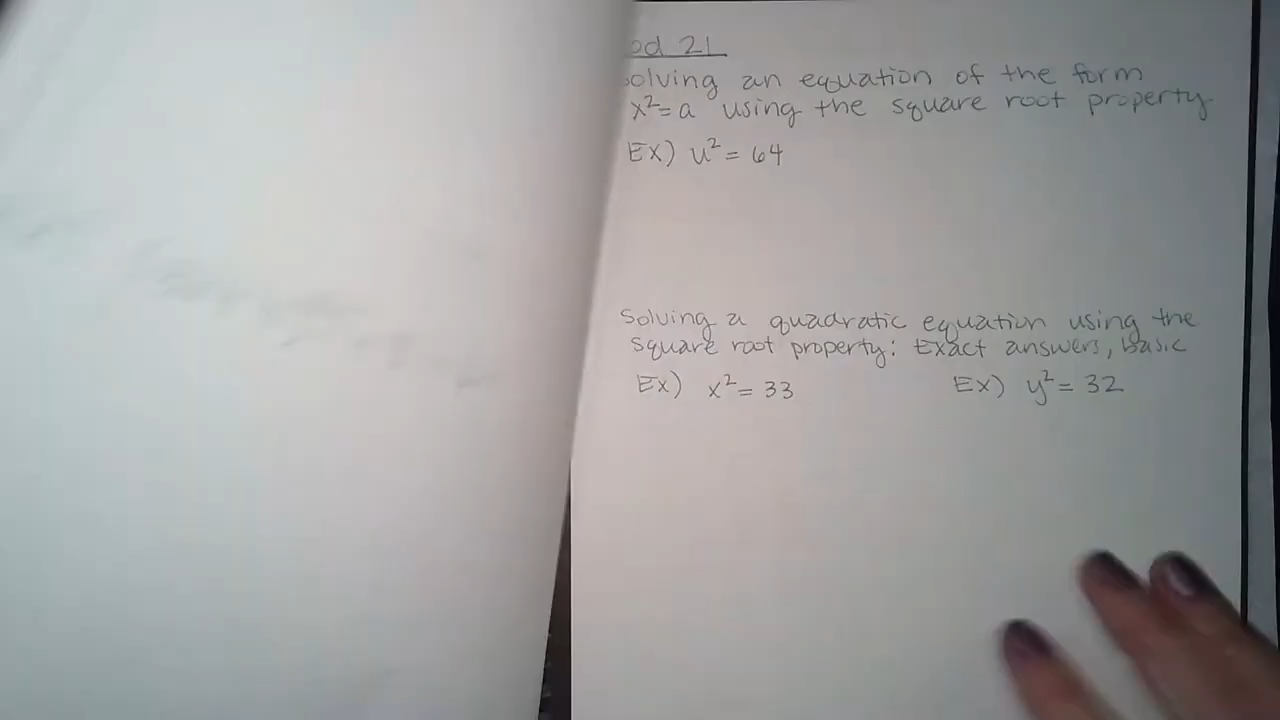 od 21
solving an equation of the form
x² = a using the square root property
Ex) u² = 64
Solving a quadratic equation using the
square root property: Exact answers, basic
Ex) x² = 33 Ex) y² = 32